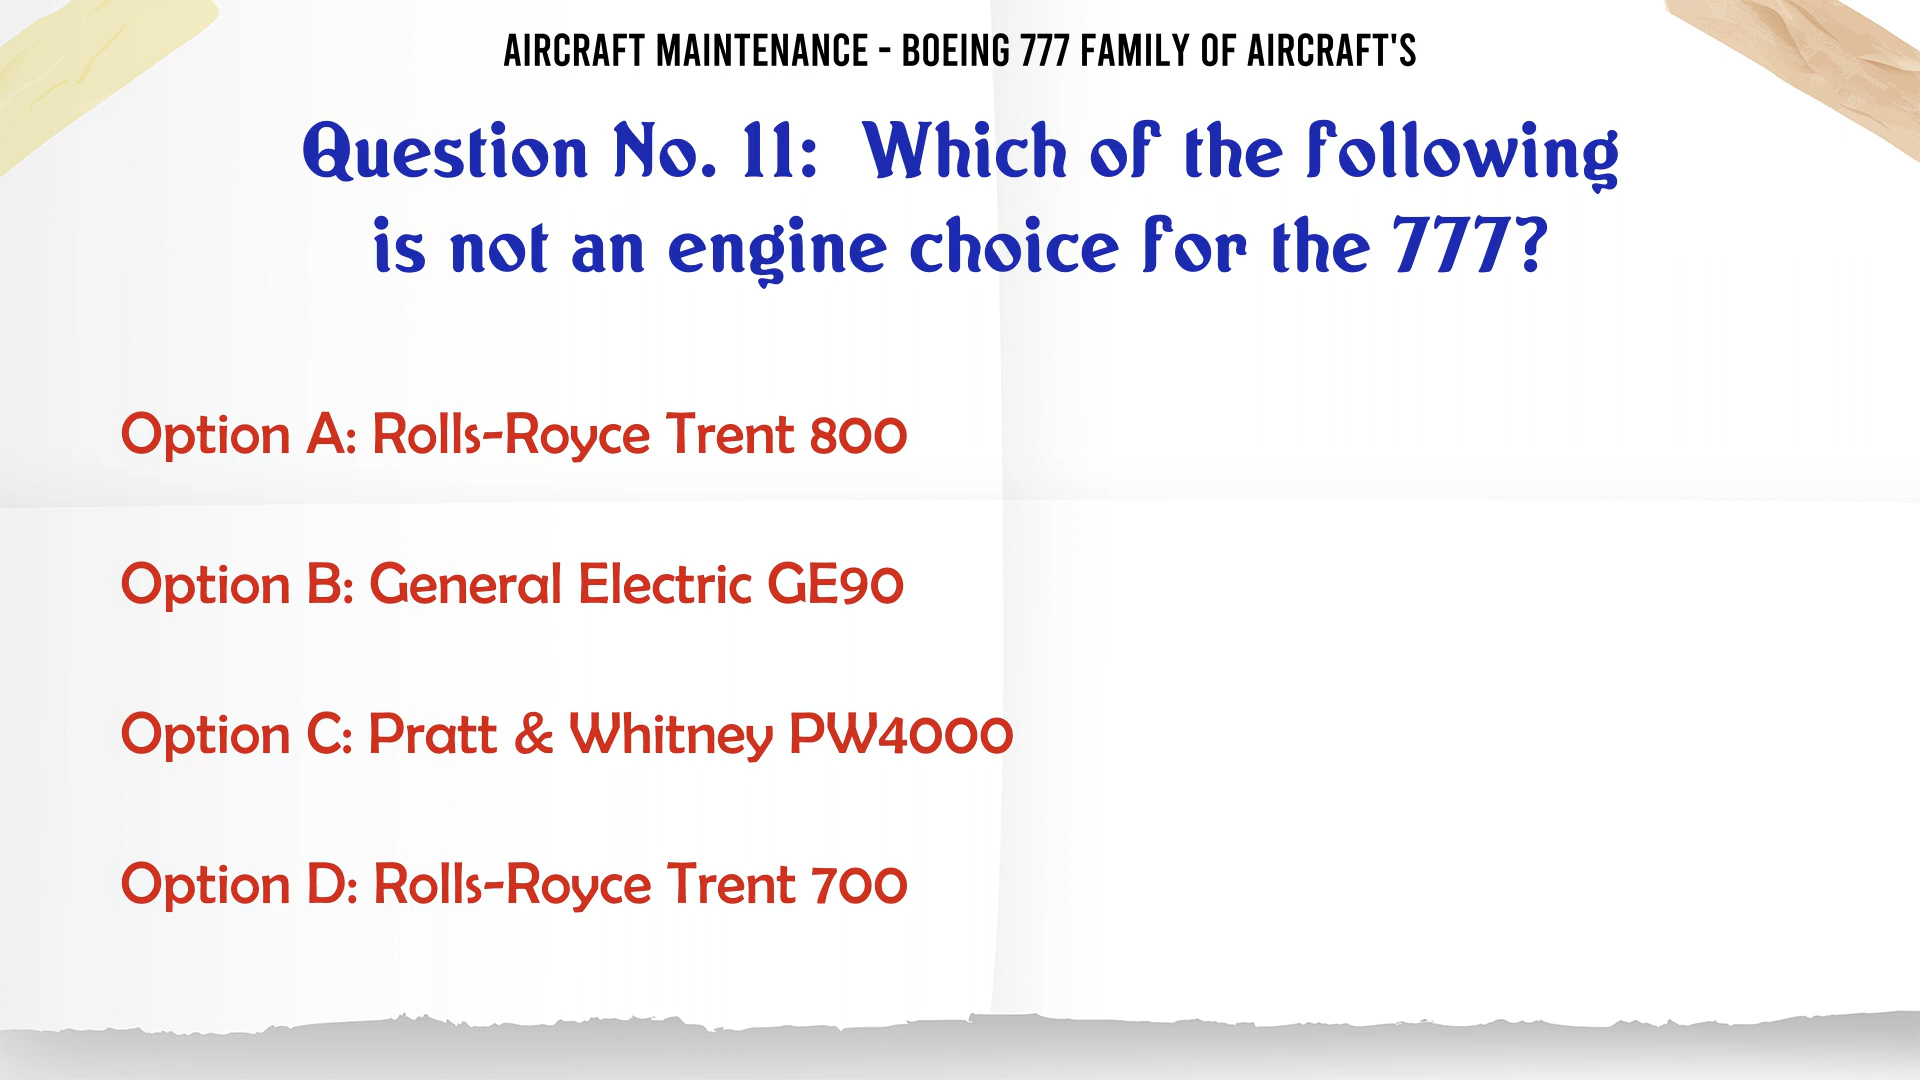 AIRCRAFT MAINTENANCE - BOEING 777 FAMILY OF AIRCRAFT'S
Question No. 11: Which of the following
is not an engine choice for the 777?
Option A: Rolls-Royce Trent 800
Option B: General Electric GE90
Option C: Pratt & Whitney PW4000
Option D: Rolls-Royce Trent 700